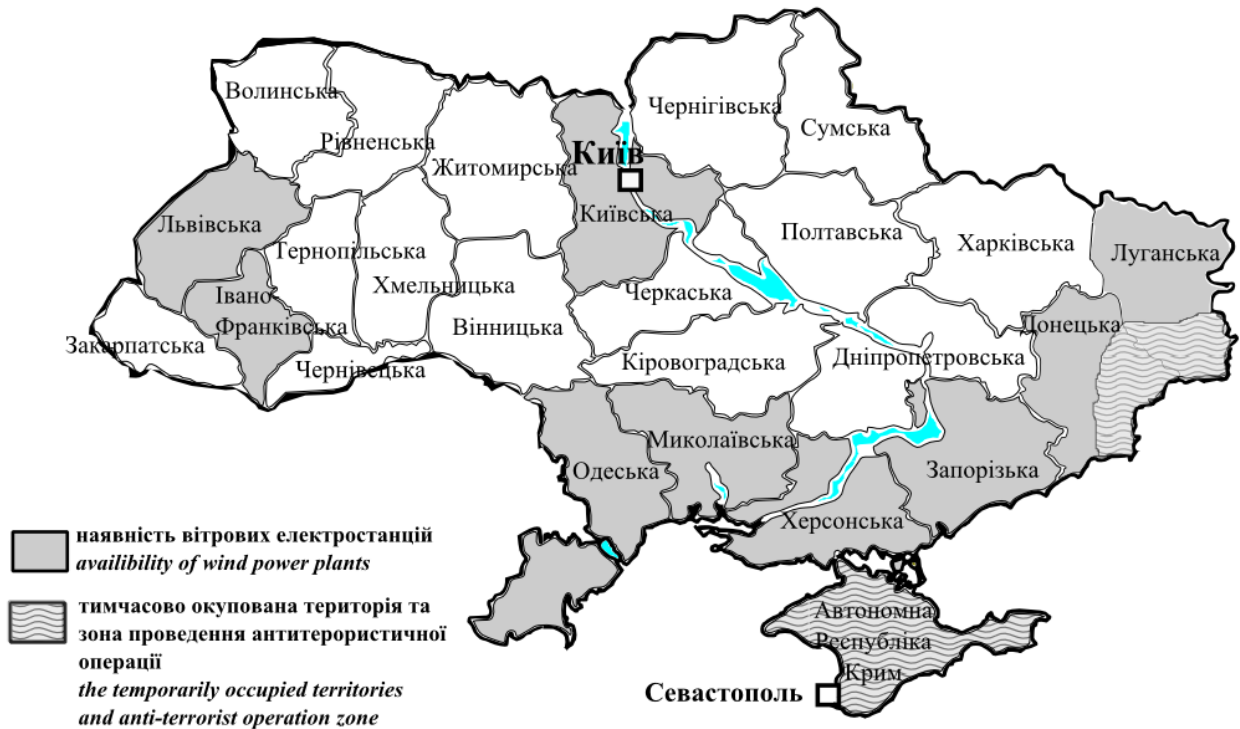 Волинська
Рівненська
Житомирська
Чернігівська
Сумська
Київ
Київська
Львівська
Гернопільська
Хмельницька
Полтавська
Харківська
Луганська
Івано
Франківська
Закарпатська
Чернівецька
Вінницька
Черкаська
Кіровоградська
Дніпропетровська
Донецька
Одеська
Миколаївська
Запорізька
Херсонська
Автономна
Республіка
Крим
Севастополь
наявність вітрових електростанцій
availibility of wind power plants
тимчасово окупована територія та
зона проведення антитерористичної
операції
the temporarily occupied territories
and anti-terrorist operation zone